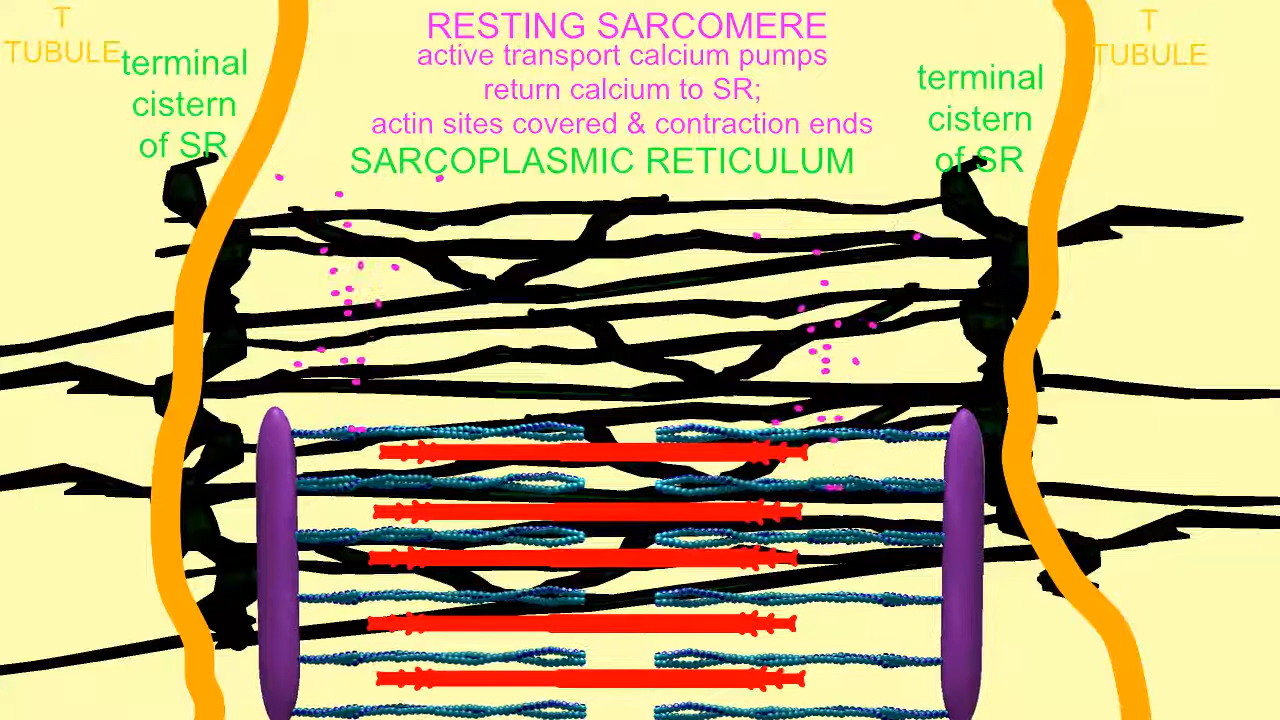 T
TUBULE
terminal
cistern
of SR
RESTING SARCOMERE
active transport calcium pumps
return calcium to SR;
actin sites covered & contraction ends
SARCOPLASMIC RETICULUM
terminal
cistern
of SR
T
TUBULE